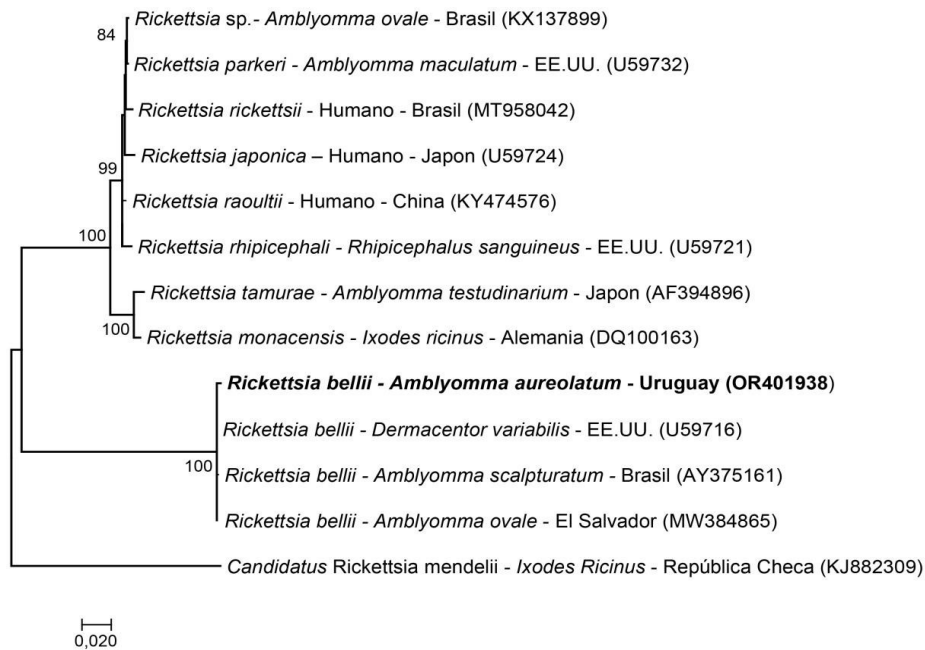 Rickettsia sp.- Amblyomma ovale - Brasil (KX137899)
84
Rickettsia parkeri - Amblyomma maculatum - EE.UU. (U59732)
Rickettsia rickettsii - Humano - Brasil (MT958042)
Rickettsia japonica – Humano - Japon (U59724)
99
Rickettsia raoultii - Humano - China (KY474576)
100
Rickettsia rhipicephali - Rhipicephalus sanguineus - EE.UU. (U59721)
Rickettsia tamurae - Amblyomma testudinarium - Japon (AF394896)
100
Rickettsia monacensis - Ixodes ricinus - Alemania (DQ100163)
Rickettsia bellii - Amblyomma aureolatum - Uruguay (OR401938)
Rickettsia bellii - Dermacentor variabilis - EE.UU. (U59716)
100
Rickettsia bellii - Amblyomma scalpturatum - Brasil (AY375161)
Rickettsia bellii - Amblyomma ovale - El Salvador (MW384865)
Candidatus Rickettsia mendelii - Ixodes Ricinus - República Checa (KJ882309)
0,020